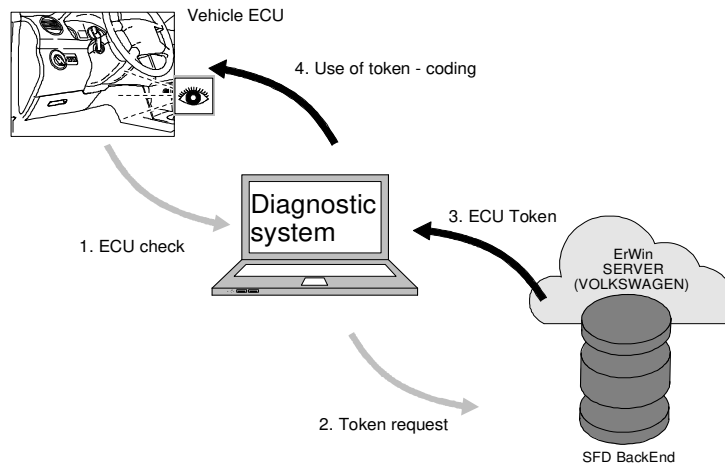 Vehicle ECU
4. Use of token - coding
Diagnostic
system
3. ECU Token
1. ECU check
ErWin
SERVER
(VOLKSWAGEN)
2. Token request
SFD BackEnd